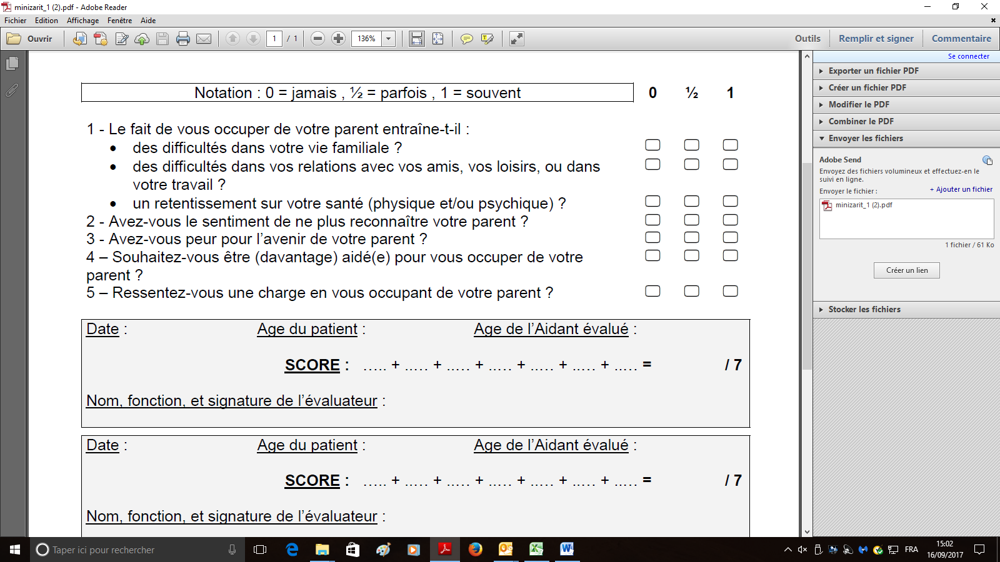 minizarit_1 (2).pdf - Adobe Reader
Fichier Edition Affichage Fenêtre Aide
Ouvrir 1 / 1 136% Outils Remplir et signer Commentaire
Se connecter
Exporter un fichier PDF
Créer un fichier PDF
Modifier le PDF
Combiner le PDF
Envoyer les fichiers
Adobe Send
Envoyez des fichiers volumineux et effectuez-en le
suivi en ligne.
Envoyer le fichier : + Ajouter un fichier
minizarit_1 (2).pdf
1 fichier / 61 Ko
Créer un lien
Stocker les fichiers
Notation : 0 = jamais , ½ = parfois , 1 = souvent 0 ½ 1
1 - Le fait de vous occuper de votre parent entraîne-t-il :
• des difficultés dans votre vie familiale ?
• des difficultés dans vos relations avec vos amis, vos loisirs, ou dans
votre travail ?
• un retentissement sur votre santé (physique et/ou psychique) ?
2 - Avez-vous le sentiment de ne plus reconnaître votre parent ?
3 - Avez-vous peur pour l’avenir de votre parent ?
4 – Souhaitez-vous être (davantage) aidé(e) pour vous occuper de votre
parent ?
5 – Ressentez-vous une charge en vous occupant de votre parent ?
Date : Age du patient : Age de l’Aidant évalué :
SCORE : ….. + ..… + ..… + ..… + ..… + ..… + ..… = / 7
Nom, fonction, et signature de l’évaluateur :
Date : Age du patient : Age de l’Aidant évalué :
SCORE : ….. + ..… + ..… + ..… + ..… + ..… + ..… = / 7
Nom, fonction, et signature de l’évaluateur :
Taper ici pour rechercher
FRA
15:02
16/09/2017